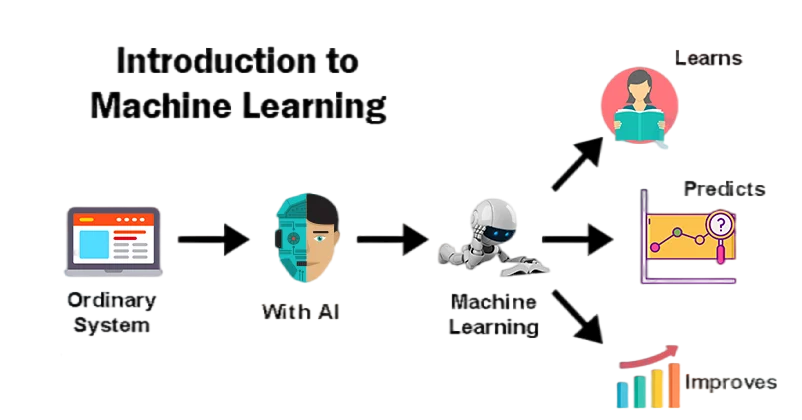 Introduction to
Machine Learning
Learns
Predicts
Ordinary
System
With AI
Machine
Learning
?
Improves